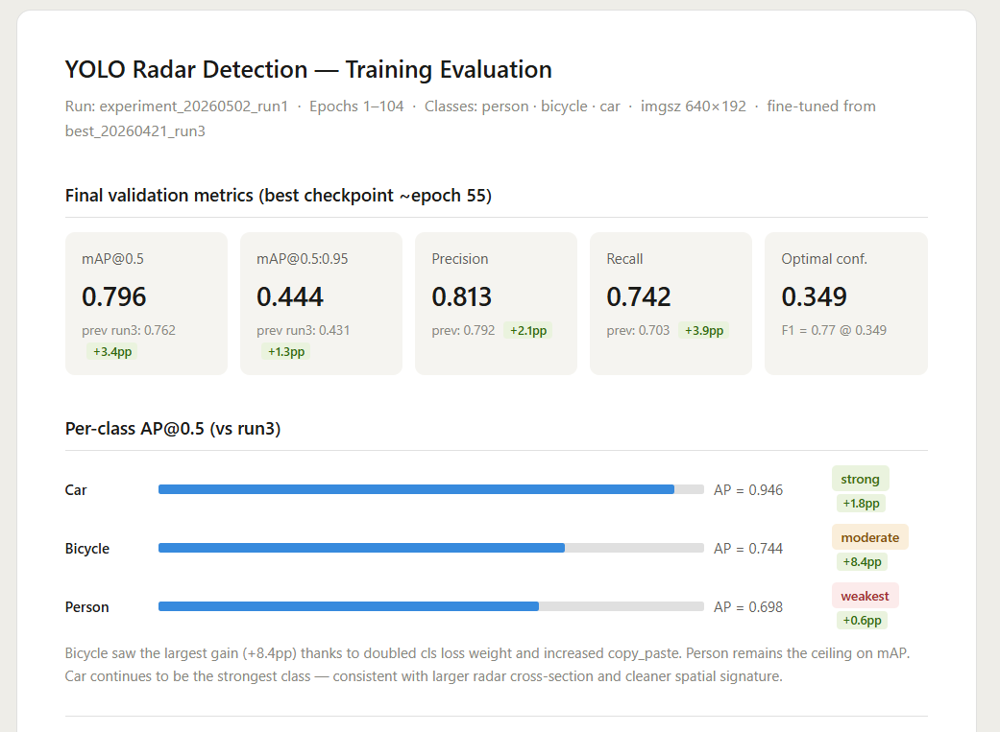 YOLO Radar Detection — Training Evaluation
Run: experiment_20260502_run1 · Epochs 1–104 · Classes: person · bicycle · car · imgsz 640×192 · fine-tuned from
best_20260421_run3
Final validation metrics (best checkpoint ~epoch 55)
mAP@0.5
0.796
prev run3: 0.762
+3.4pp
mAP@0.5:0.95
0.444
prev run3: 0.431
+1.3pp
Precision
0.813
prev: 0.792 +2.1pp
Recall
0.742
prev: 0.703 +3.9pp
Optimal conf.
0.349
F1 = 0.77 @ 0.349
Per-class AP@0.5 (vs run3)
Car AP = 0.946 strong
+1.8pp
Bicycle AP = 0.744 moderate
+8.4pp
Person AP = 0.698 weakest
+0.6pp
Bicycle saw the largest gain (+8.4pp) thanks to doubled cls loss weight and increased copy_paste. Person remains the ceiling on mAP.
Car continues to be the strongest class — consistent with larger radar cross-section and cleaner spatial signature.